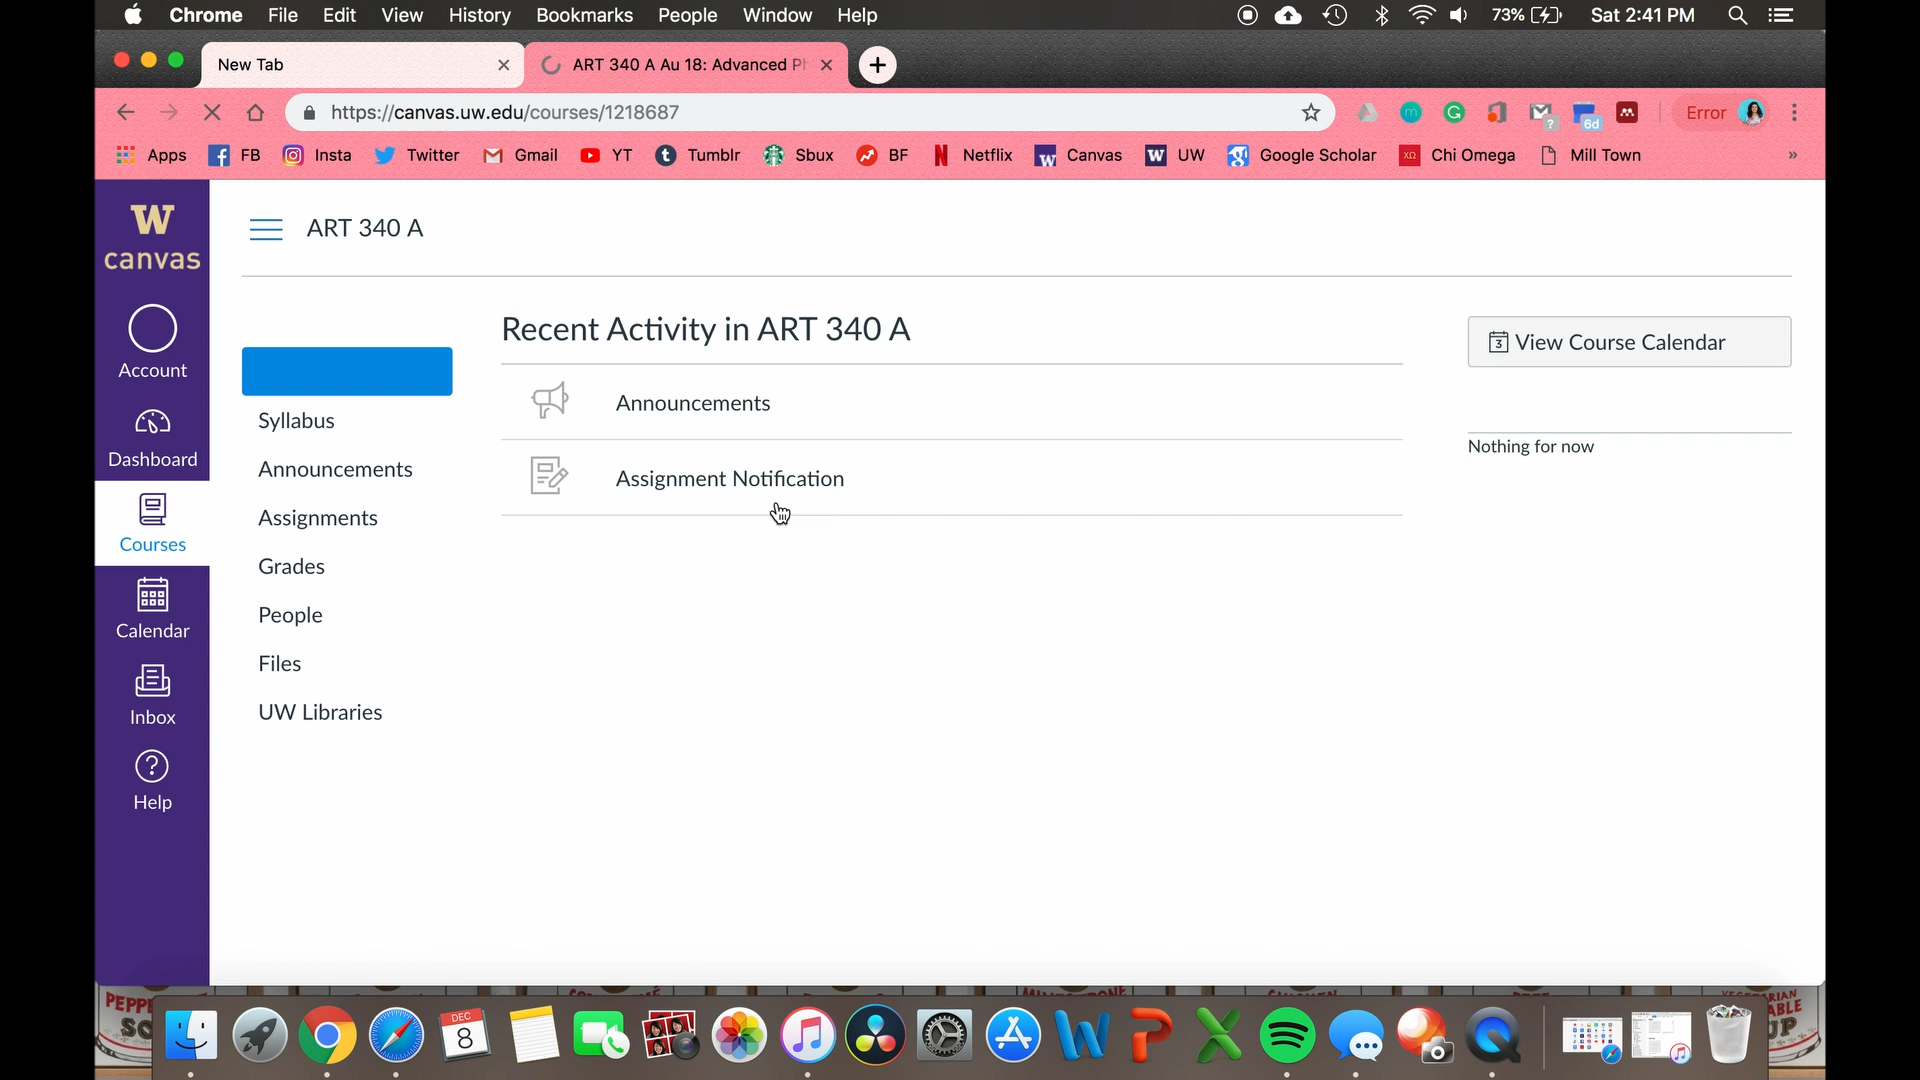 Chrome File Edit View History Bookmarks People Window Help 73% Sat 2:41 PM
New Tab ART 340 A Au 18: Advanced Ph
https://canvas.uw.edu/courses/1218687 m G ? 6d Error
Apps FB Insta Twitter Gmail YT t Tumblr Sbux BF N Netflix W Canvas W UW Google Scholar ΧΩ Chi Omega Mill Town »
W
canvas
ART 340 A
Account
Dashboard
Courses
Calendar
Inbox
Help
Syllabus
Announcements
Assignments
Grades
People
Files
UW Libraries
Recent Activity in ART 340 A
Announcements
Assignment Notification
3 View Course Calendar
Nothing for now
DEC
8